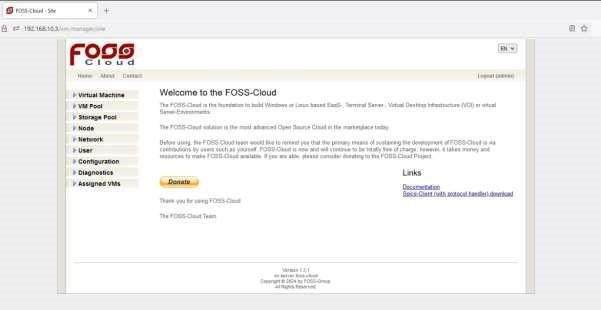 FOSS-Cloud - Site
192.168.10.3/vm-manager/site
FOSS
Cloud
EN
Home About Contact
Logout (admin)
Virtual Machine
VM Pool
Storage Pool
Node
Network
User
Configuration
Diagnostics
Assigned VMs
Welcome to the FOSS-Cloud
The FOSS-Cloud is the foundation to build Windows or Linux based SaaS-, Terminal Server-, Virtual Desktop Infrastructure (VDI) or virtual
Server-Environments.
The FOSS-Cloud solution is the most advanced Open Source Cloud in the marketplace today.
Before using, the FOSS-Cloud team would like to remind you that the primary means of sustaining the development of FOSS-Cloud is via
contributions by users such as yourself. FOSS-Cloud is now and will continue to be totally free of charge; however, it takes money and
resources to make FOSS-Cloud available. If you are able, please consider donating to the FOSS-Cloud Project.
Donate
Thank you for using FOSS-Cloud
The FOSS-Cloud Team
Links
Documentation
Spice-Client (with protocol handler) download
Version 1.3.1
on server foss-cloud
Copyright © 2024 by FOSS-Group
All Rights Reserved.